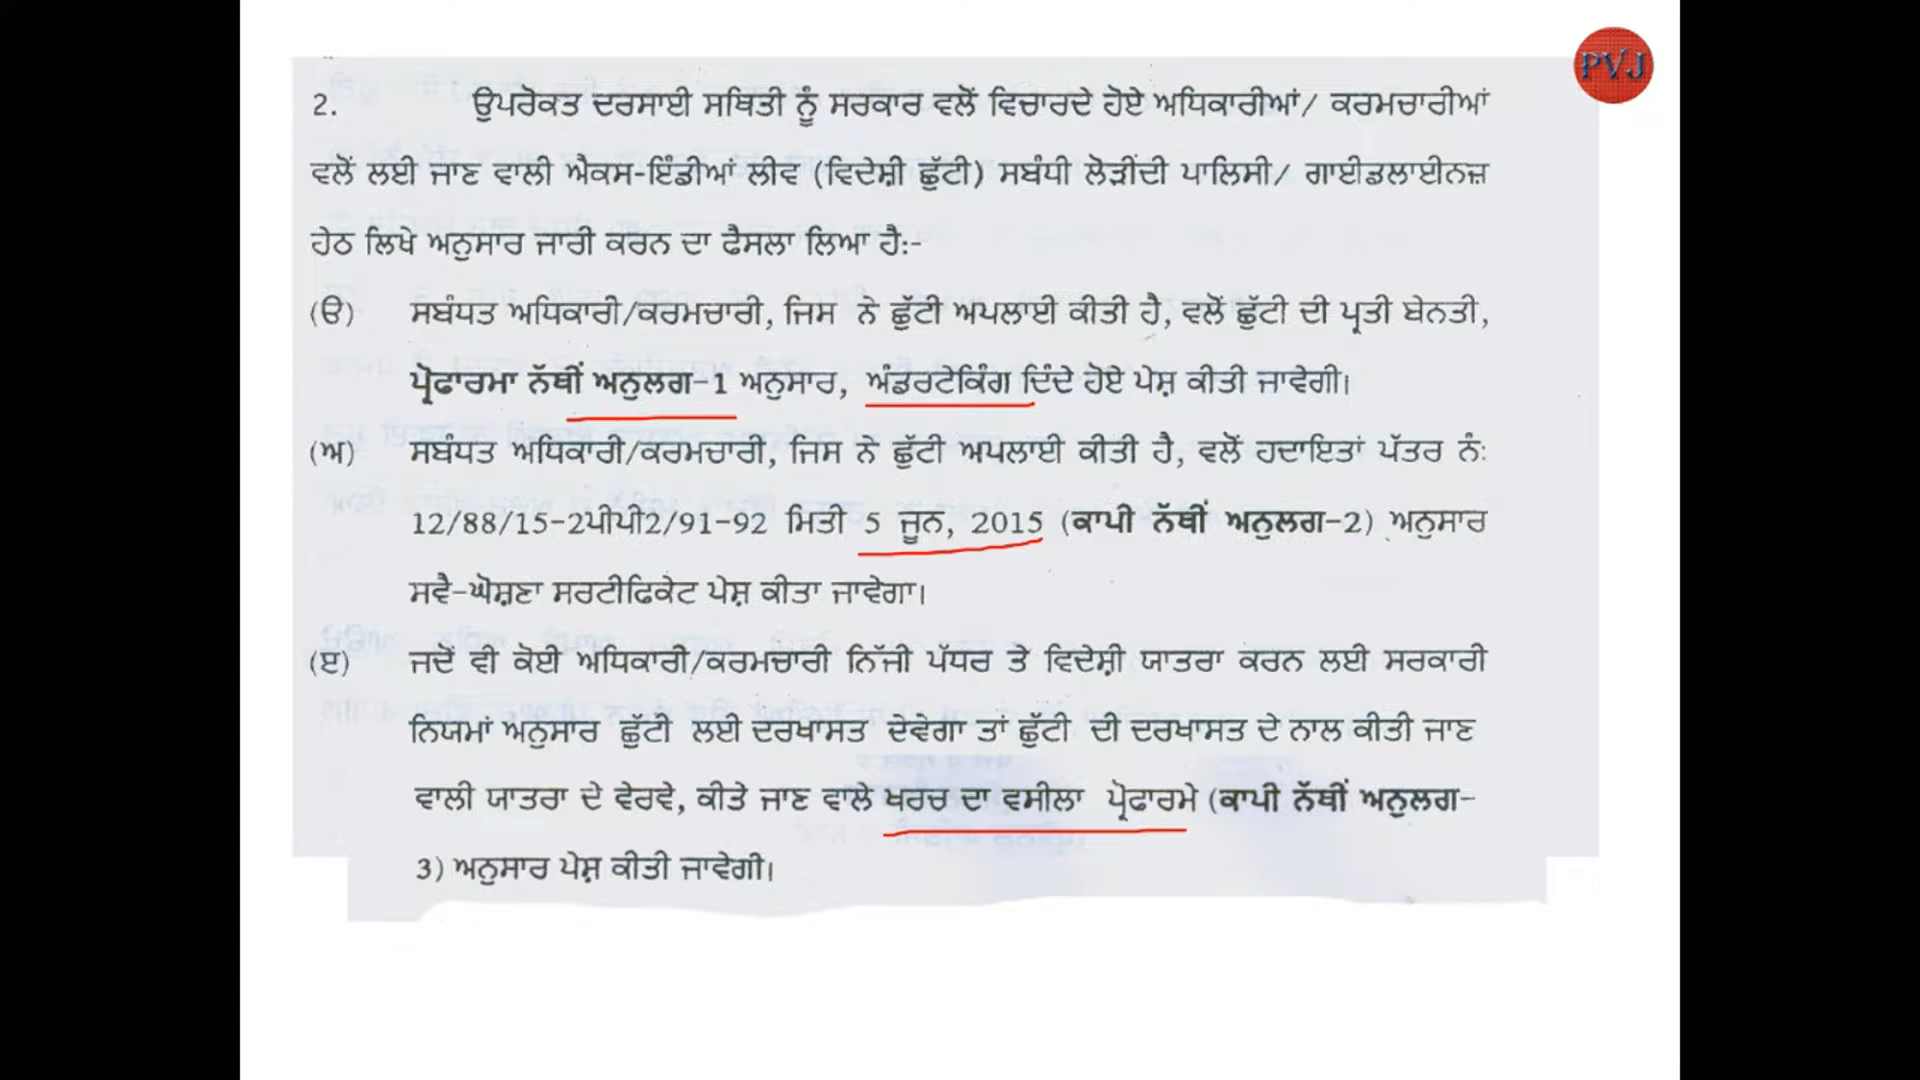 PVJ
2. ਉਪਰੋਕਤ ਦਰਸਾਈ ਸਥਿਤੀ ਨੂੰ ਸਰਕਾਰ ਵਲੋਂ ਵਿਚਾਰਦੇ ਹੋਏ ਅਧਿਕਾਰੀਆਂ/ ਕਰਮਚਾਰੀਆਂ
ਵਲੋਂ ਲਈ ਜਾਣ ਵਾਲੀ ਐਕਸ-ਇੰਡੀਆਂ ਲੀਵ (ਵਿਦੇਸ਼ੀ ਛੁੱਟੀ) ਸਬੰਧੀ ਲੋੜੀਂਦੀ ਪਾਲਿਸੀ/ ਗਾਈਡਲਾਈਨਜ਼
ਹੇਠ ਲਿਖੇ ਅਨੁਸਾਰ ਜਾਰੀ ਕਰਨ ਦਾ ਫੈਸਲਾ ਲਿਆ ਹੈ:-
(ੳ) ਸਬੰਧਤ ਅਧਿਕਾਰੀ/ਕਰਮਚਾਰੀ, ਜਿਸ ਨੇ ਛੁੱਟੀ ਅਪਲਾਈ ਕੀਤੀ ਹੈ, ਵਲੋਂ ਛੁੱਟੀ ਦੀ ਪ੍ਰਤੀ ਬੇਨਤੀ,
ਪ੍ਰੋਫਾਰਮਾ ਨੱਥੀਂ ਅਨੁਲਗ-1 ਅਨੁਸਾਰ, ਅੰਡਰਟੇਕਿੰਗ ਦਿੰਦੇ ਹੋਏ ਪੇਸ਼ ਕੀਤੀ ਜਾਵੇਗੀ।
(ਅ) ਸਬੰਧਤ ਅਧਿਕਾਰੀ/ਕਰਮਚਾਰੀ, ਜਿਸ ਨੇ ਛੁੱਟੀ ਅਪਲਾਈ ਕੀਤੀ ਹੈ, ਵਲੋਂ ਹਦਾਇਤਾਂ ਪੱਤਰ ਨੰ:
12/88/15-2ਪੀਪੀ2/91-92 ਮਿਤੀ 5 ਜੂਨ, 2015 (ਕਾਪੀ ਨੱਥੀਂ ਅਨੁਲਗ-2) ਅਨੁਸਾਰ
ਸਵੈ-ਘੋਸ਼ਣਾ ਸਰਟੀਫਿਕੇਟ ਪੇਸ਼ ਕੀਤਾ ਜਾਵੇਗਾ।
(ੲ) ਜਦੋਂ ਵੀ ਕੋਈ ਅਧਿਕਾਰੀ/ਕਰਮਚਾਰੀ ਨਿੱਜੀ ਪੱਧਰ ਤੇ ਵਿਦੇਸ਼ੀ ਯਾਤਰਾ ਕਰਨ ਲਈ ਸਰਕਾਰੀ
ਨਿਯਮਾਂ ਅਨੁਸਾਰ ਛੁੱਟੀ ਲਈ ਦਰਖਾਸਤ ਦੇਵੇਗਾ ਤਾਂ ਛੁੱਟੀ ਦੀ ਦਰਖਾਸਤ ਦੇ ਨਾਲ ਕੀਤੀ ਜਾਣ
ਵਾਲੀ ਯਾਤਰਾ ਦੇ ਵੇਰਵੇ, ਕੀਤੇ ਜਾਣ ਵਾਲੇ ਖਰਚ ਦਾ ਵਸੀਲਾ ਪ੍ਰੋਫਾਰਮੇ (ਕਾਪੀ ਨੱਥੀਂ ਅਨੁਲਗ-
3) ਅਨੁਸਾਰ ਪੇਸ਼ ਕੀਤੀ ਜਾਵੇਗੀ।